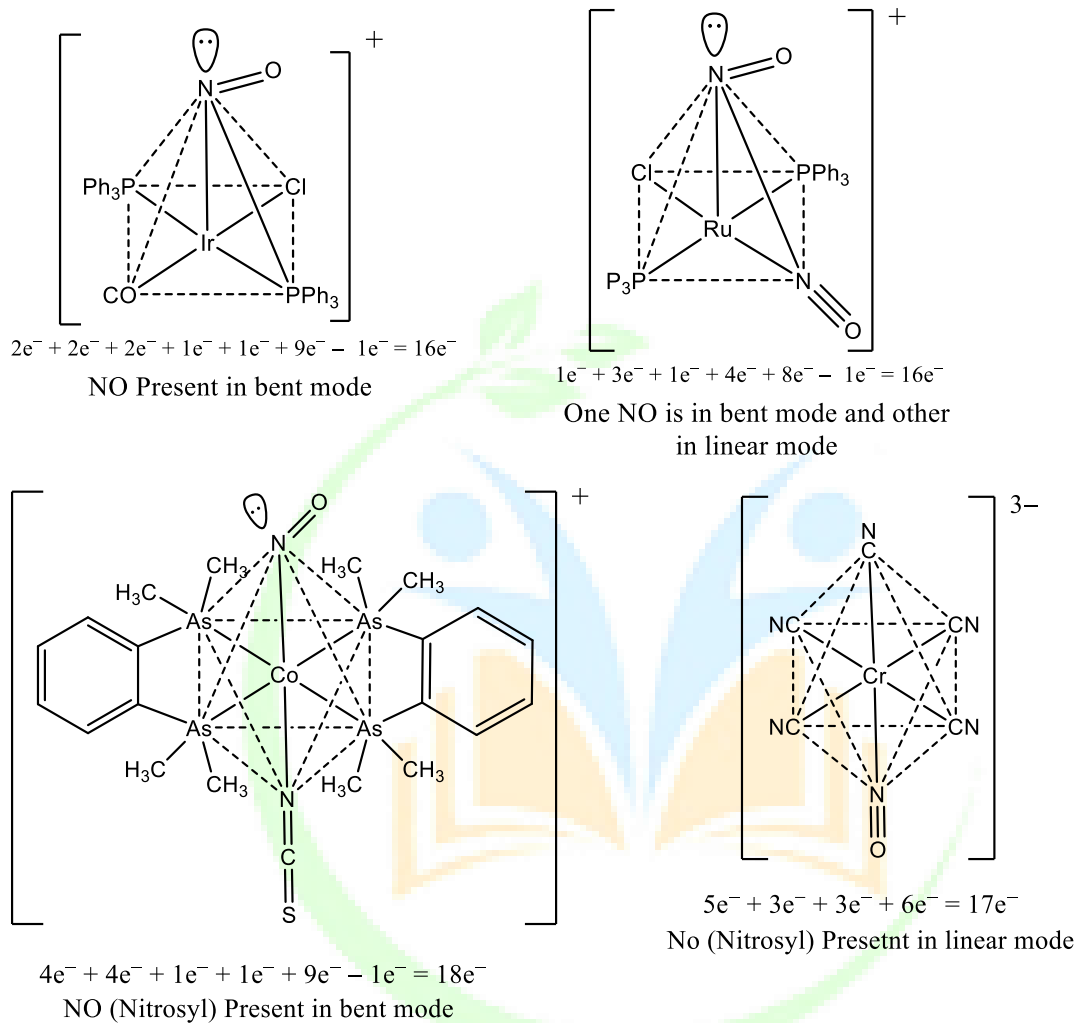 +
N
O
Ph3P
Cl
Ir
CO
PPh3
2e− + 2e− + 2e− + 1e− + 1e− + 9e− – 1e− = 16e−
NO Present in bent mode
+
N
O
Cl
PPh3
Ru
P3P
N
O
1e− + 3e− + 1e− + 4e− + 8e− – 1e− = 16e−
One NO is in bent mode and other
in linear mode
+
O
N
CH3
H3C
H3C
CH3
As
As
Co
As
As
H3C
CH3
H3C
CH3
N
C
S
4e− + 4e− + 1e− + 1e− + 9e− – 1e− = 18e−
NO (Nitrosyl) Present in bent mode
3–
N
C
NC
CN
Cr
NC
CN
N
O
5e− + 3e− + 3e− + 6e− = 17e−
No (Nitrosyl) Presetnt in linear mode